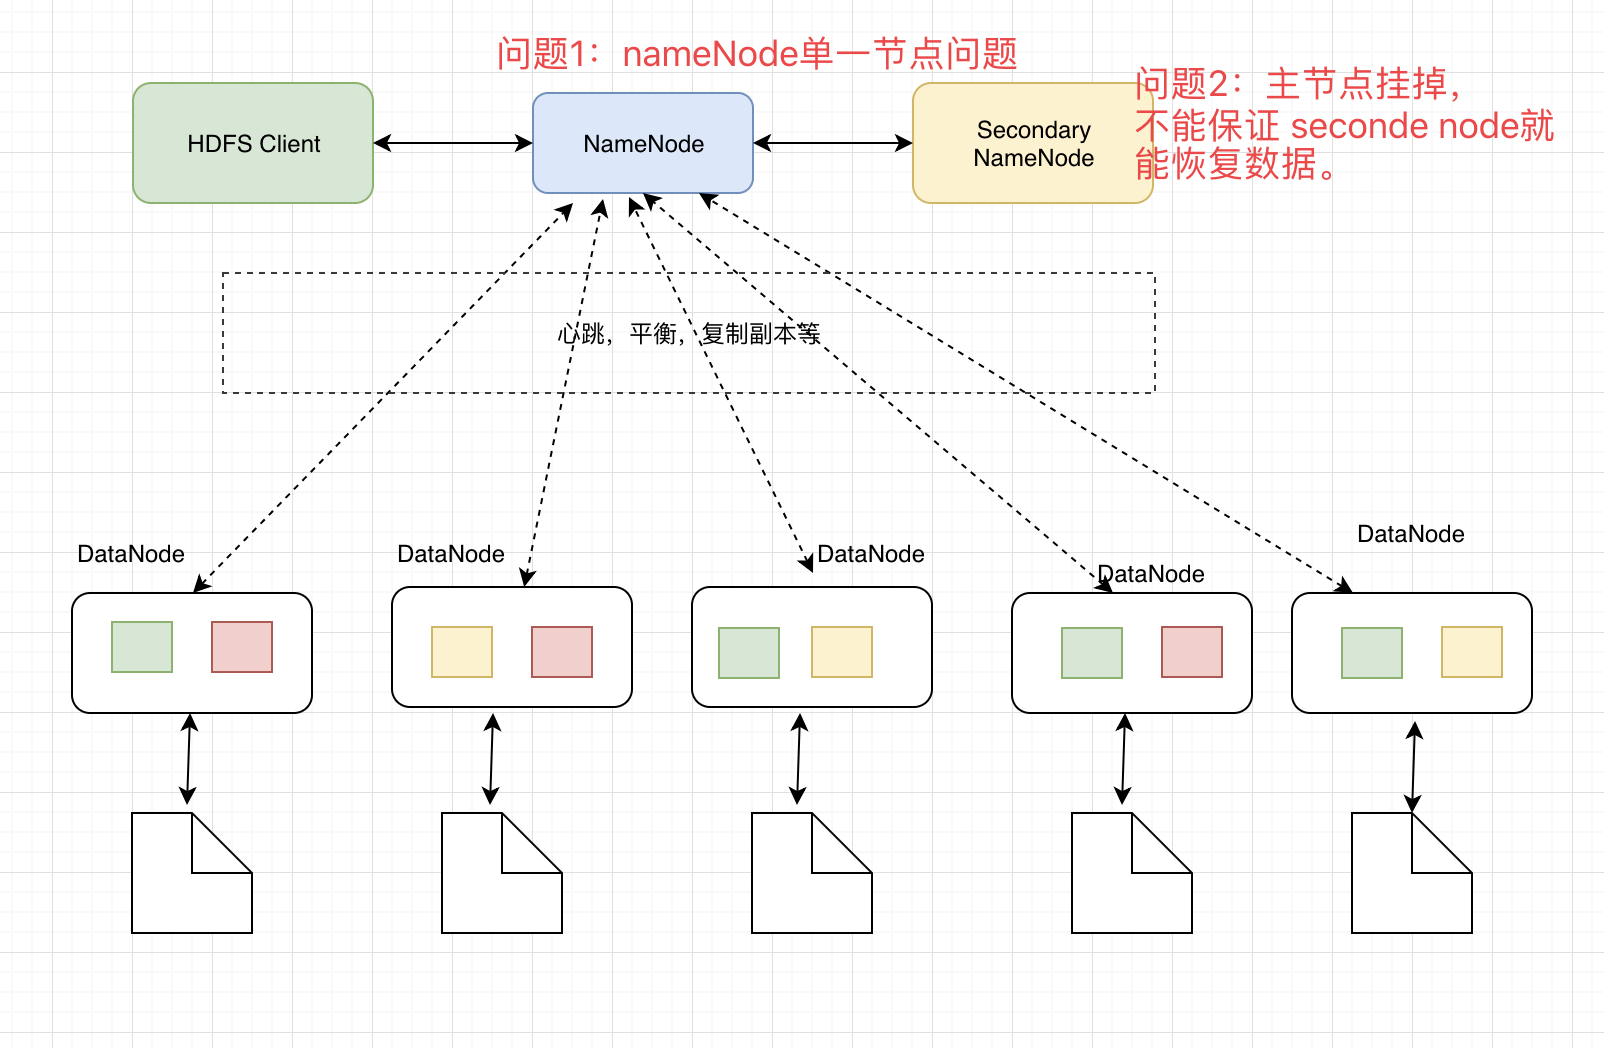 问题1：nameNode单一节点问题
HDFS Client
NameNode
Secondary
NameNode
问题2：主节点挂掉，
不能保证 seconde node就
能恢复数据。
心跳，平衡，复制副本等
DataNode
DataNode
DataNode
DataNode
DataNode